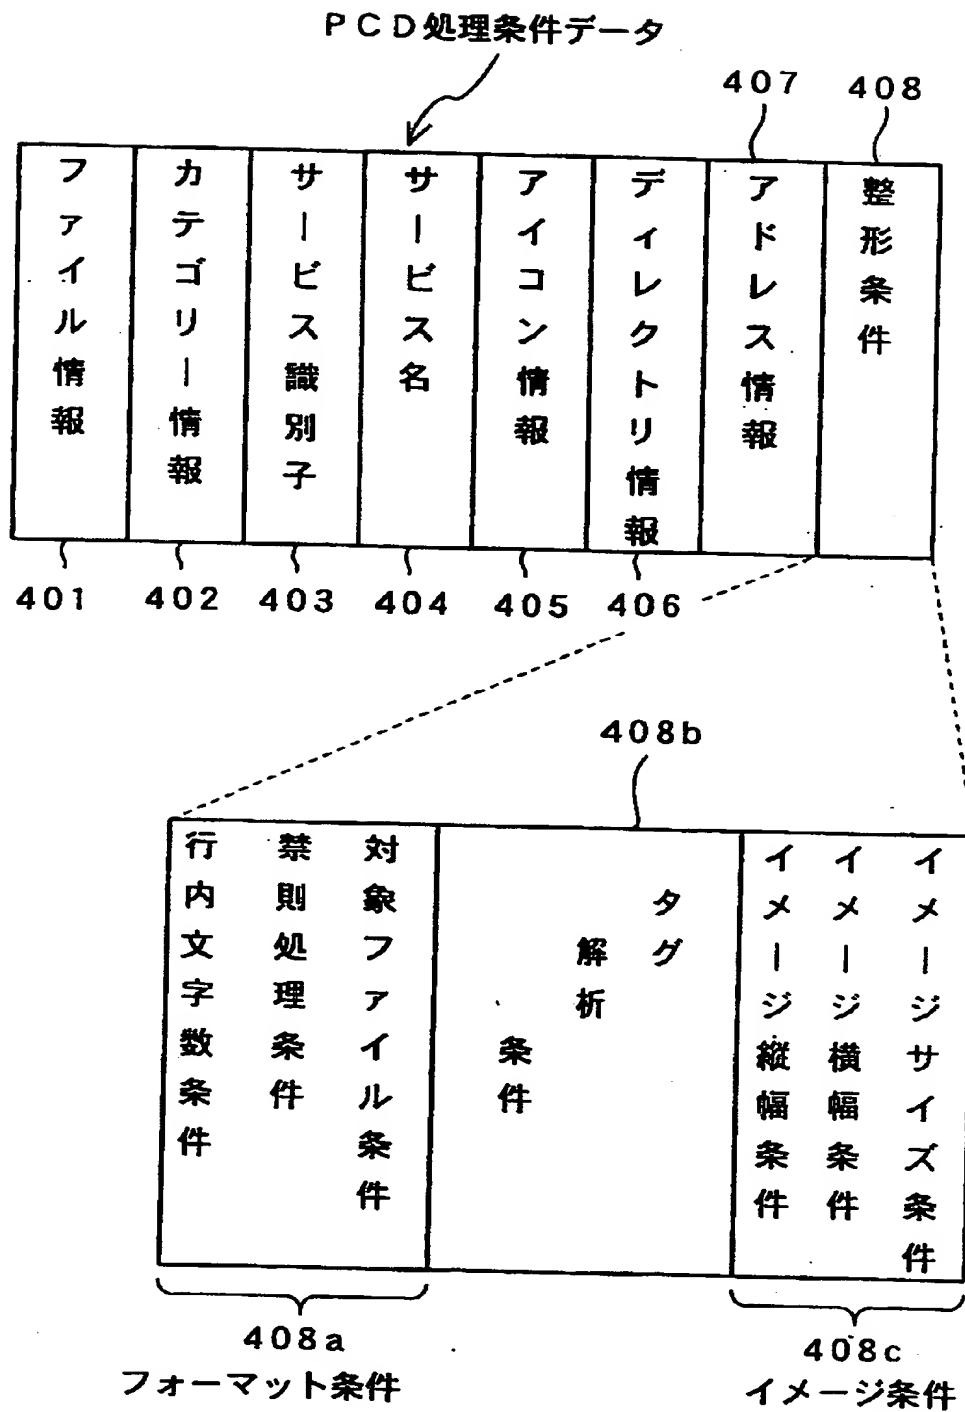 PCD処理条件データ
407
408
ファイル情報
カテゴリー情報
サービス識別子
サービス名
アイコン情報
ディレクトリ情報
アドレス情報
整形条件
401
402
403
404
405
406
408b
行内文字数条件
禁則処理条件
対象ファイル条件
タグ
解析
条件
イメージ縦幅条件
イメージ横幅条件
イメージサイズ条件
408a
フォーマット条件
408c
イメージ条件